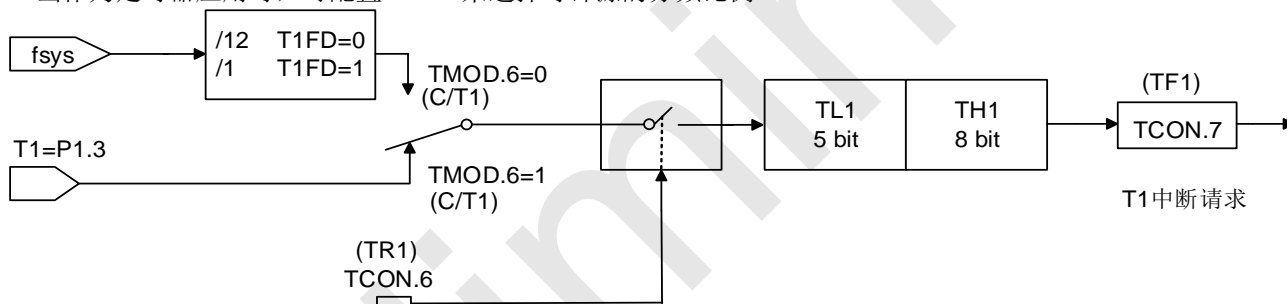 fsys
/12 T1FD=0
/1 T1FD=1
TMOD.6=0
(C/T1)
T1=P1.3
TMOD.6=1
(C/T1)
(TR1)
TCON.6
TL1
5 bit
TH1
8 bit
(TF1)
TCON.7
T1中断请求